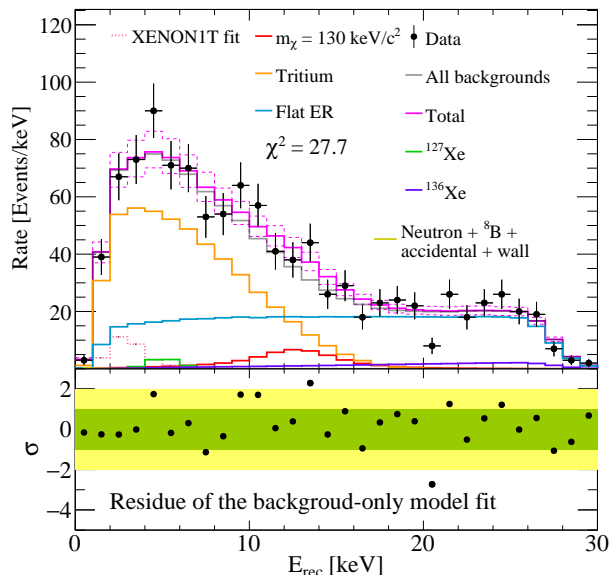 120
100
80
60
40
20
Rate [Events/keV]
XENON1T fit
mχ = 130 keV/c²
Data
Tritium
All backgrounds
Flat ER
Total
χ² = 27.7
¹²⁷Xe
¹³⁶Xe
Neutron + ⁸B +
accidental + wall
2
0
−2
−4
σ
Residue of the backgroud-only model fit
0
10
20
30
E_rec [keV]